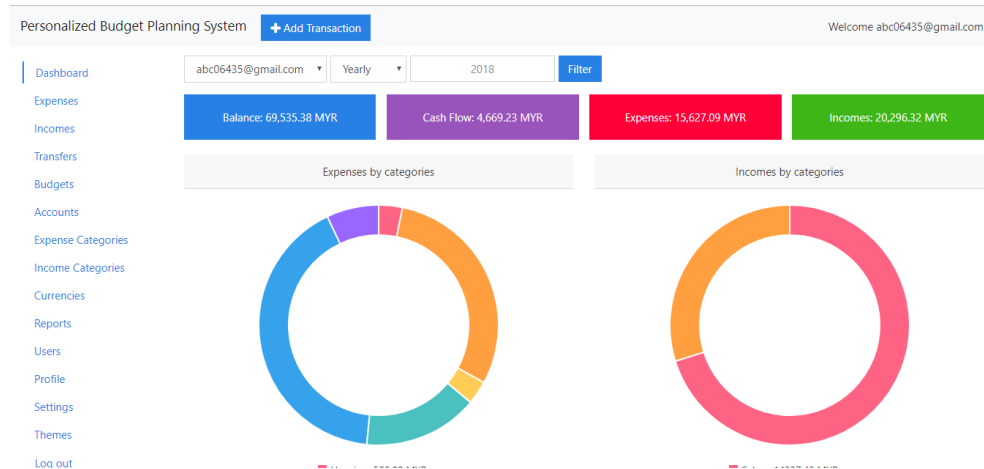 Personalized Budget Planning System
+ Add Transaction
Welcome abc06435@gmail.com
Dashboard
Expenses
Incomes
Transfers
Budgets
Accounts
Expense Categories
Income Categories
Currencies
Reports
Users
Profile
Settings
Themes
Log out
abc06435@gmail.com
Yearly
2018
Filter
Balance: 69,535.38 MYR
Cash Flow: 4,669.23 MYR
Expenses: 15,627.09 MYR
Incomes: 20,296.32 MYR
Expenses by categories
Incomes by categories